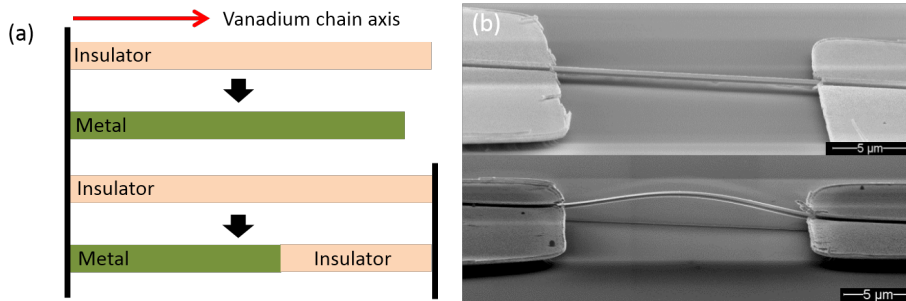 (a)
Vanadium chain axis
Insulator
Metal
Insulator
Metal
Insulator
(b)
5 μm
5 μm